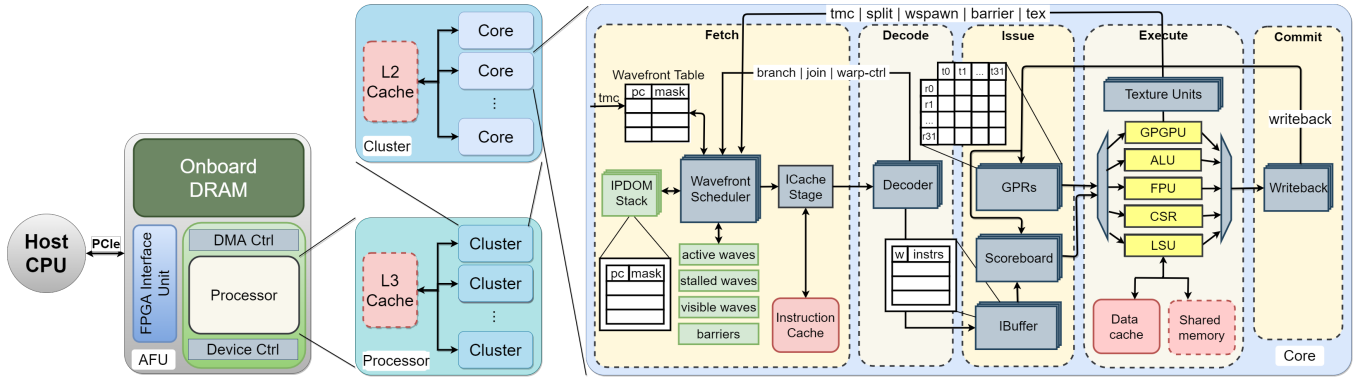 Host
CPU
PCIe
Onboard
DRAM
FPGA Interface
Unit
DMA Ctrl
Processor
Device Ctrl
AFU
L2
Cache
Core
Core
⋮
Core
Cluster
L3
Cache
Cluster
Cluster
⋮
Cluster
Processor
tmc | split | wspawn | barrier | tex
Fetch
Wavefront Table
tmc
pc mask
branch | join | warp-ctrl
IPDOM
Stack
Wavefront
Scheduler
ICache
Stage
pc mask
active waves
stalled waves
visible waves
barriers
Instruction
Cache
Decode
Decoder
w instrs
Issue
t0 t1 ... t31
r0
r1
...
r31
GPRs
Scoreboard
IBuffer
Execute
Texture Units
GPGPU
ALU
FPU
CSR
LSU
Data
cache
Shared
memory
Commit
writeback
Writeback
Core